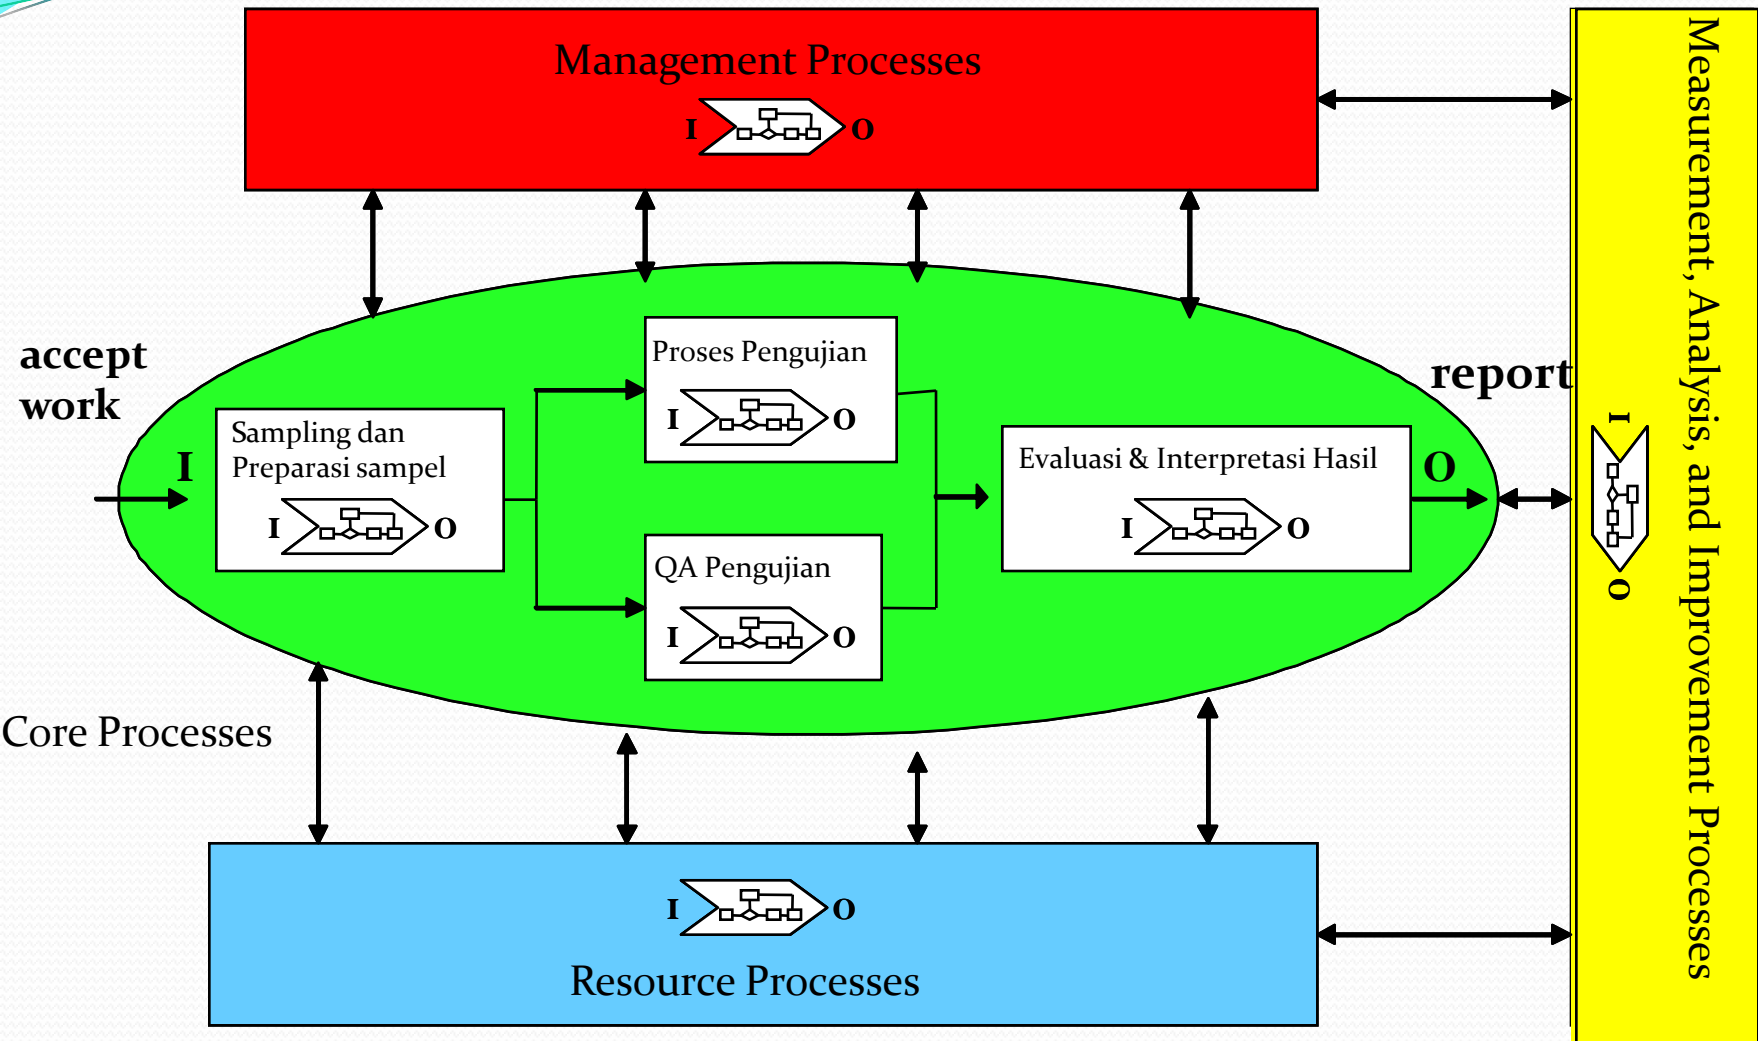 Management Processes
I O
Measurement, Analysis, and Improvement Processes
I O
accept
work
I
Sampling dan
Preparasi sampel
I O
Proses Pengujian
I O
QA Pengujian
I O
Evaluasi & Interpretasi Hasil
I O
report
O
Core Processes
I O
Resource Processes